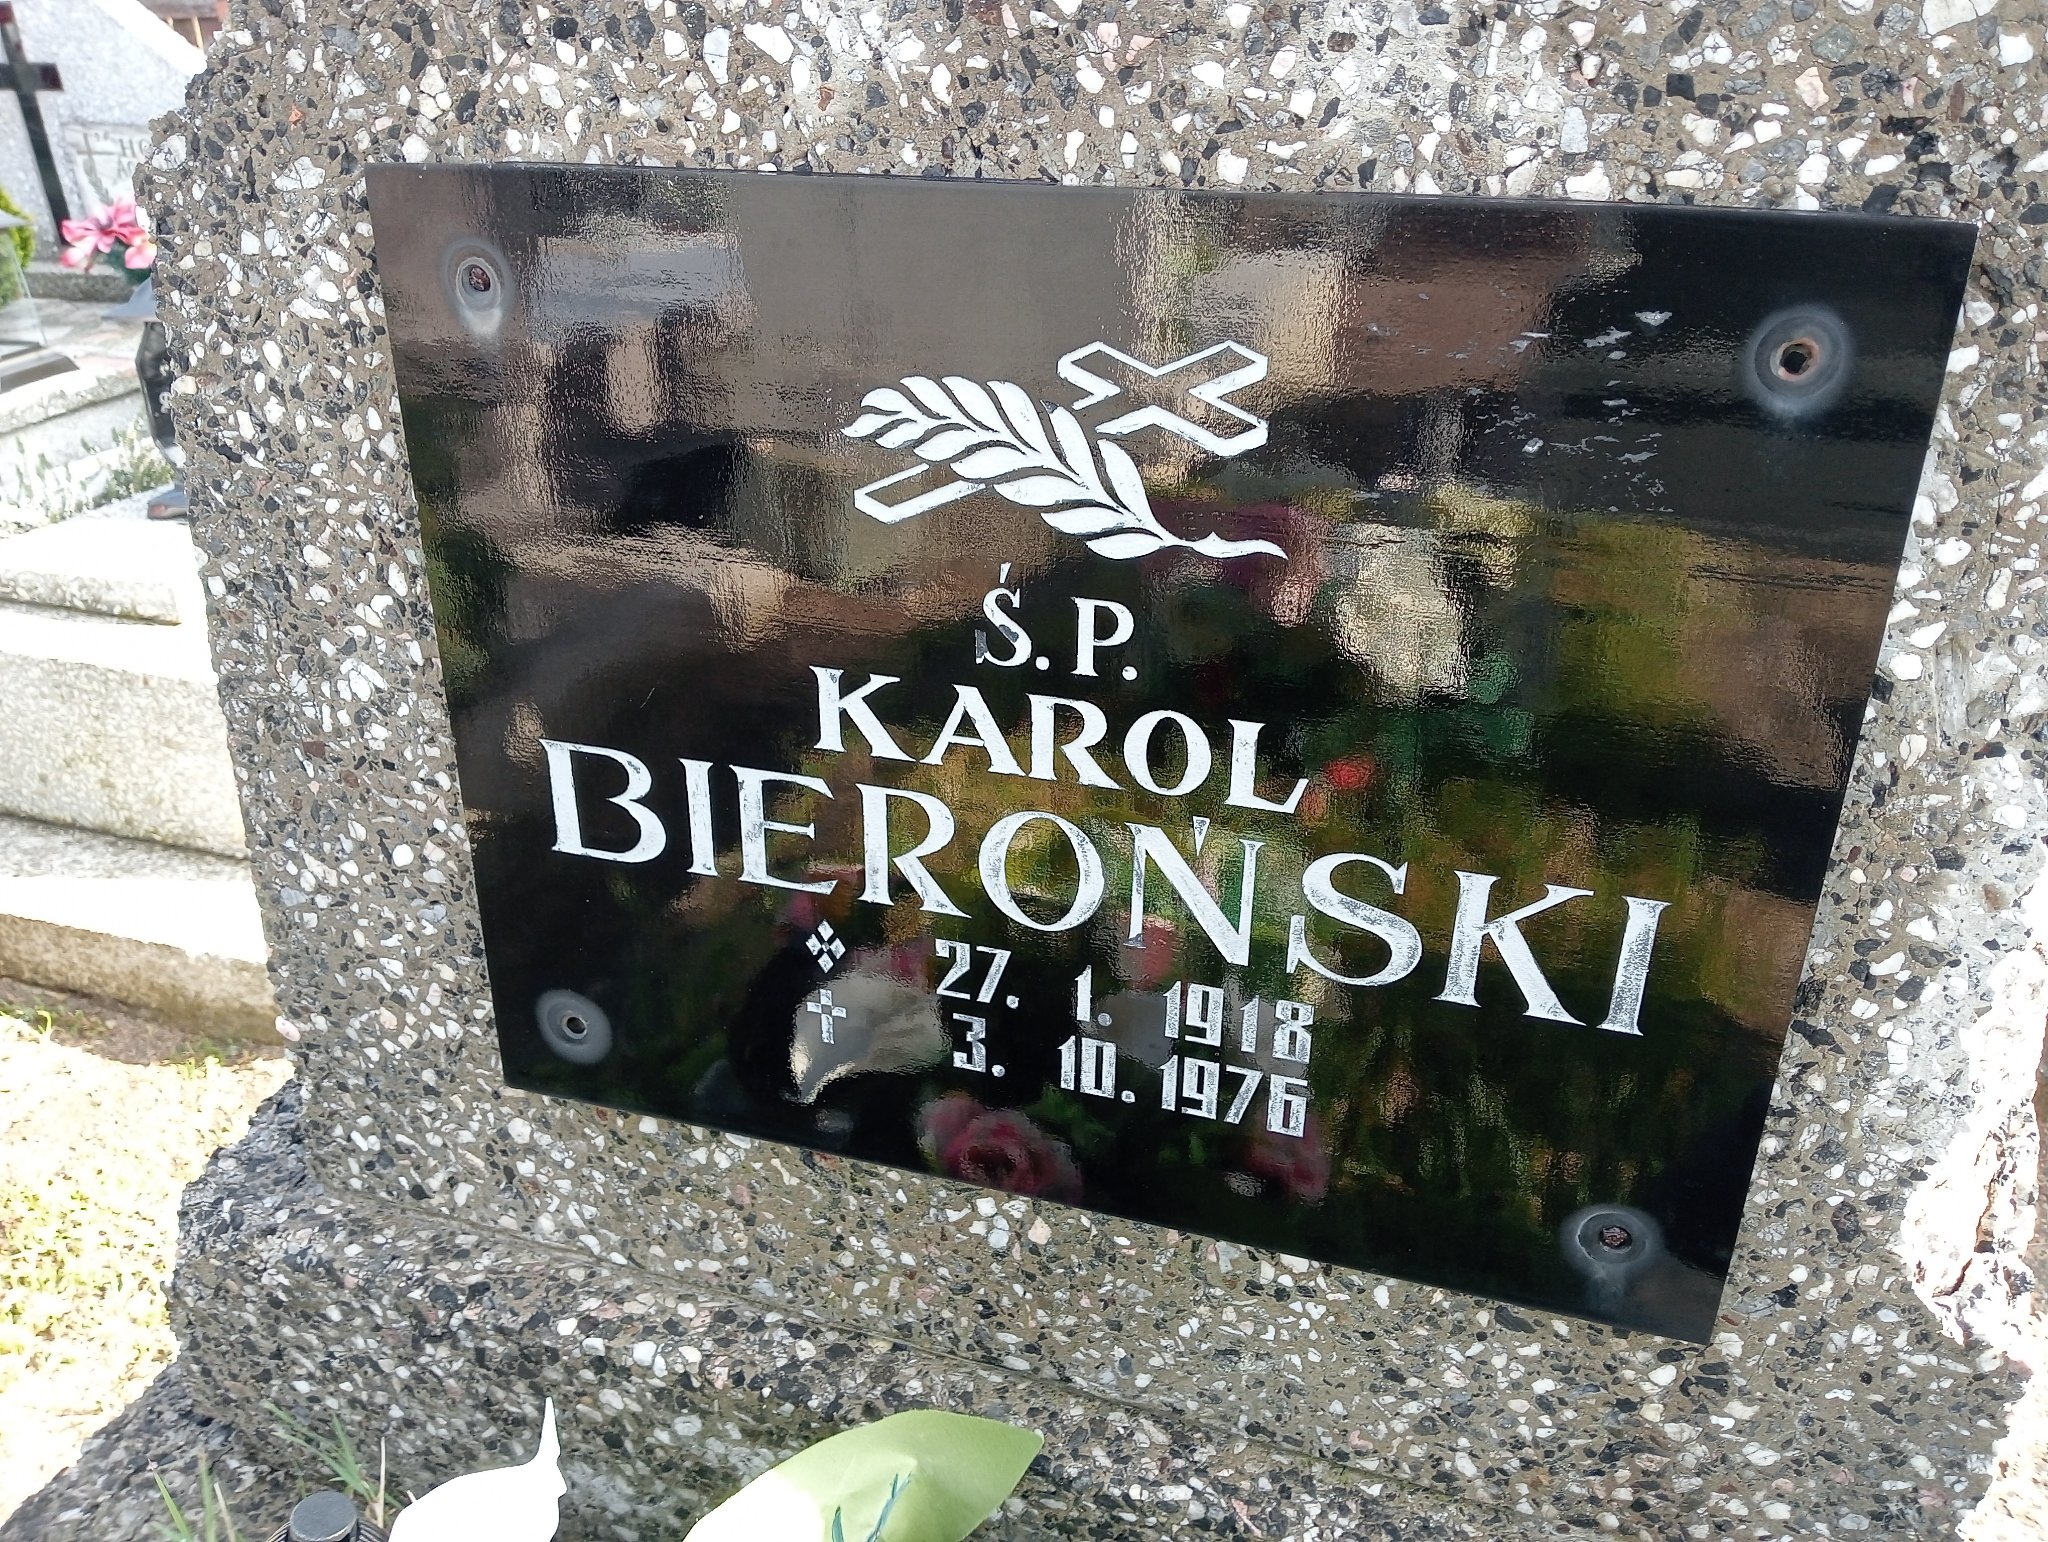 Ś. P.
KAROL
BIEROŃSKI
27. 1. 1918
✝ 3. 10. 1976